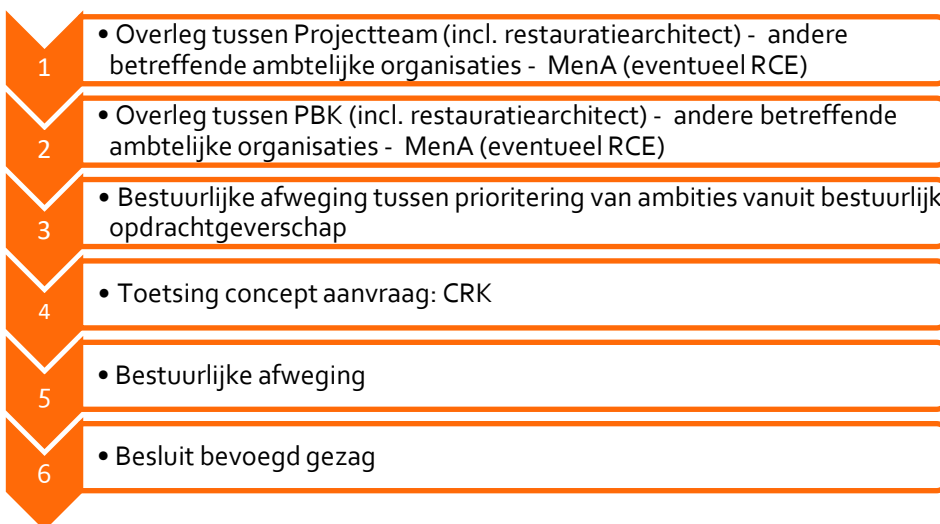 1
• Overleg tussen Projectteam (incl. restauratiearchitect) - andere
betreffende ambtelijke organisaties - MenA (eventueel RCE)
2
• Overleg tussen PBK (incl. restauratiearchitect) - andere betreffende
ambtelijke organisaties - MenA (eventueel RCE)
3
• Bestuurlijke afweging tussen prioritering van ambities vanuit bestuurlijk
opdrachtgeverschap
4
• Toetsing concept aanvraag: CRK
5
• Bestuurlijke afweging
6
• Besluit bevoegd gezag